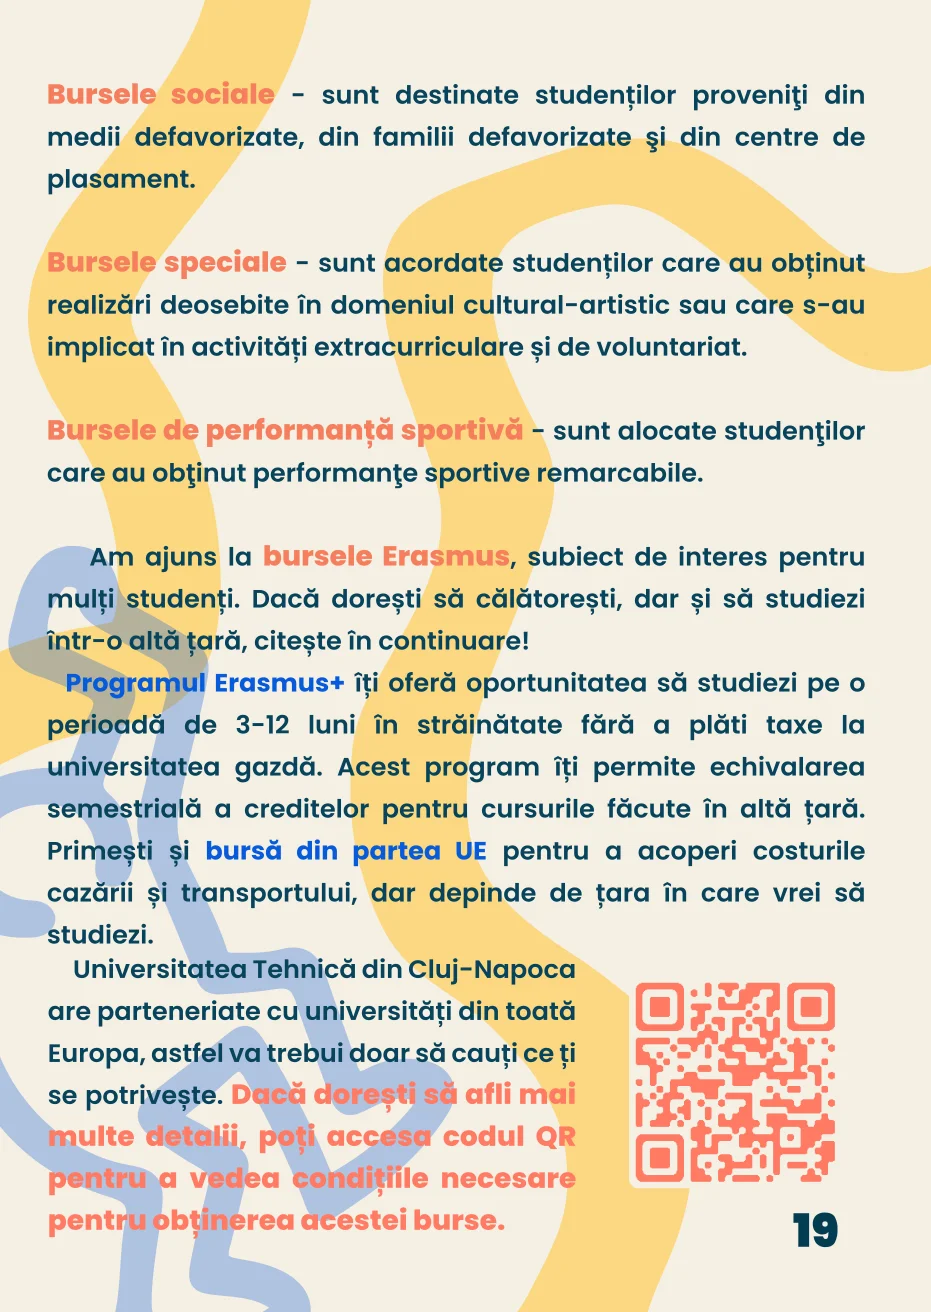 Bursele sociale - sunt destinate studenților proveniţi din
medii defavorizate, din familii defavorizate şi din centre de
plasament.
Bursele speciale - sunt acordate studenților care au obținut
realizări deosebite în domeniul cultural-artistic sau care s-au
implicat în activități extracurriculare și de voluntariat.
Bursele de performanță sportivă - sunt alocate studenţilor
care au obţinut performanţe sportive remarcabile.
Am ajuns la bursele Erasmus, subiect de interes pentru
mulți studenți. Dacă dorești să călătorești, dar și să studiezi
într-o altă țară, citește în continuare!
Programul Erasmus+ îți oferă oportunitatea să studiezi pe o
perioadă de 3-12 luni în străinătate fără a plăti taxe la
universitatea gazdă. Acest program îți permite echivalarea
semestrială a creditelor pentru cursurile făcute în altă țară.
Primești și bursă din partea UE pentru a acoperi costurile
cazării și transportului, dar depinde de țara în care vrei să
studiezi.
Universitatea Tehnică din Cluj-Napoca
are parteneriate cu universități din toată
Europa, astfel va trebui doar să cauți ce ți
se potrivește. Dacă dorești să afli mai
multe detalii, poți accesa codul QR
pentru a vedea condițiile necesare
pentru obținerea acestei burse.
19